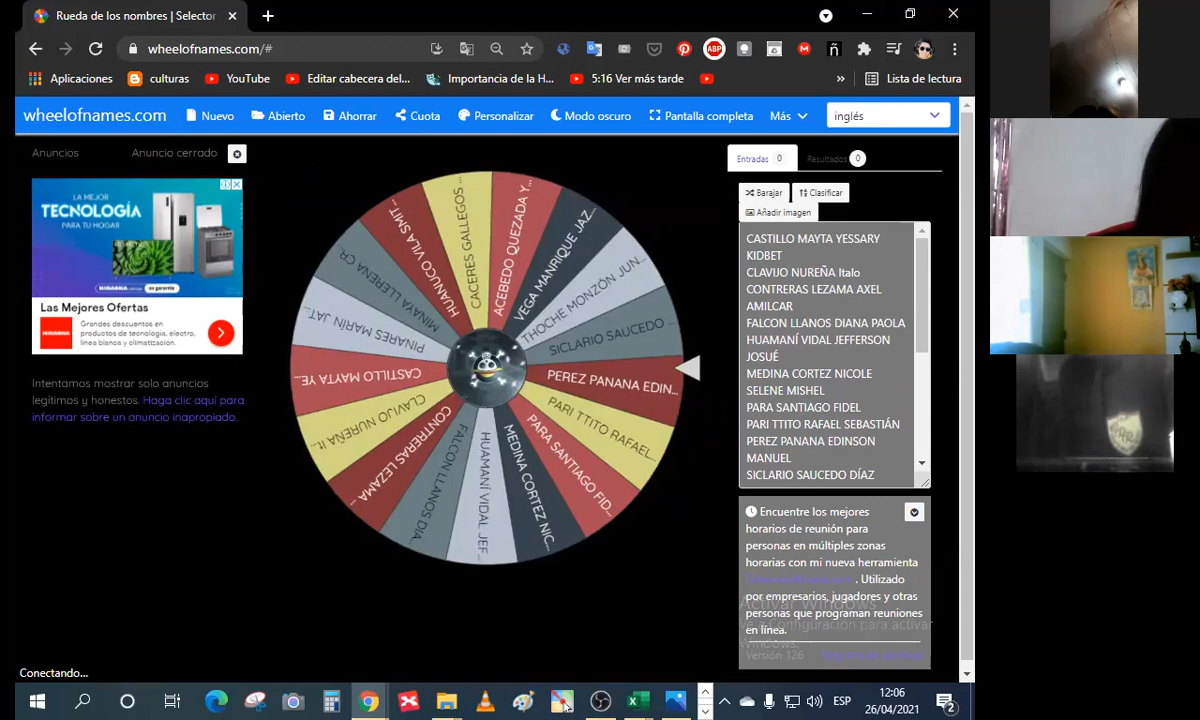 Rueda de los nombres | Selector
wheelofnames.com/#
ABP
ñ
Aplicaciones
culturas
YouTube
Editar cabecera del...
Importancia de la H...
5:16 Ver más tarde
»
Lista de lectura
wheelofnames.com
Nuevo
Abierto
Ahorrar
Cuota
Personalizar
Modo oscuro
Pantalla completa
Más
inglés
Anuncios
Anuncio cerrado
LA MEJOR
TECNOLOGÍA
PARA TU HOGAR
HIRAOKA
Las Mejores Ofertas
HIRAOKA
Grandes descuentos en
productos de tecnología, electro,
línea blanca y climatización.
Intentamos mostrar solo anuncios
legítimos y honestos. Haga clic aquí para
informar sobre un anuncio inapropiado.
CACERES GALLEGOS ...
ACEBEDO QUEZADA Y...
VEGA MANRIQUE JAZ...
THOCHE MONZÓN JUN...
SICLARIO SAUCEDO ...
PEREZ PANANA EDIN...
PARI TTITO RAFAEL...
PARA SANTIAGO FID...
MEDINA CORTEZ NIC...
HUAMANÍ VIDAL JEF...
FALCON LLANOS DIA...
CONTRERAS LEZAMA ...
CLAVIJO NUREÑA It...
CASTILLO MAYTA YE...
PINARES MARÍN JAT...
MINAYA LLERENA CR...
HUANUCO VILA SMIT...
Entradas 0
Resultados 0
Barajar
Clasificar
Añadir imagen
CASTILLO MAYTA YESSARY
KIDBET
CLAVIJO NUREÑA Italo
CONTRERAS LEZAMA AXEL
AMILCAR
FALCON LLANOS DIANA PAOLA
HUAMANÍ VIDAL JEFFERSON
JOSUÉ
MEDINA CORTEZ NICOLE
SELENE MISHEL
PARA SANTIAGO FIDEL
PARI TTITO RAFAEL SEBASTIÁN
PEREZ PANANA EDINSON
MANUEL
SICLARIO SAUCEDO DÍAZ
Encuentre los mejores
horarios de reunión para
personas en múltiples zonas
horarias con mi nueva herramienta
. Utilizado
por empresarios, jugadores y otras
personas que programan reuniones
en línea.
Activar Windows
Ve a Configuración para activar
Windows.
Versión 126
Conectando...
ESP
12:06
26/04/2021
2